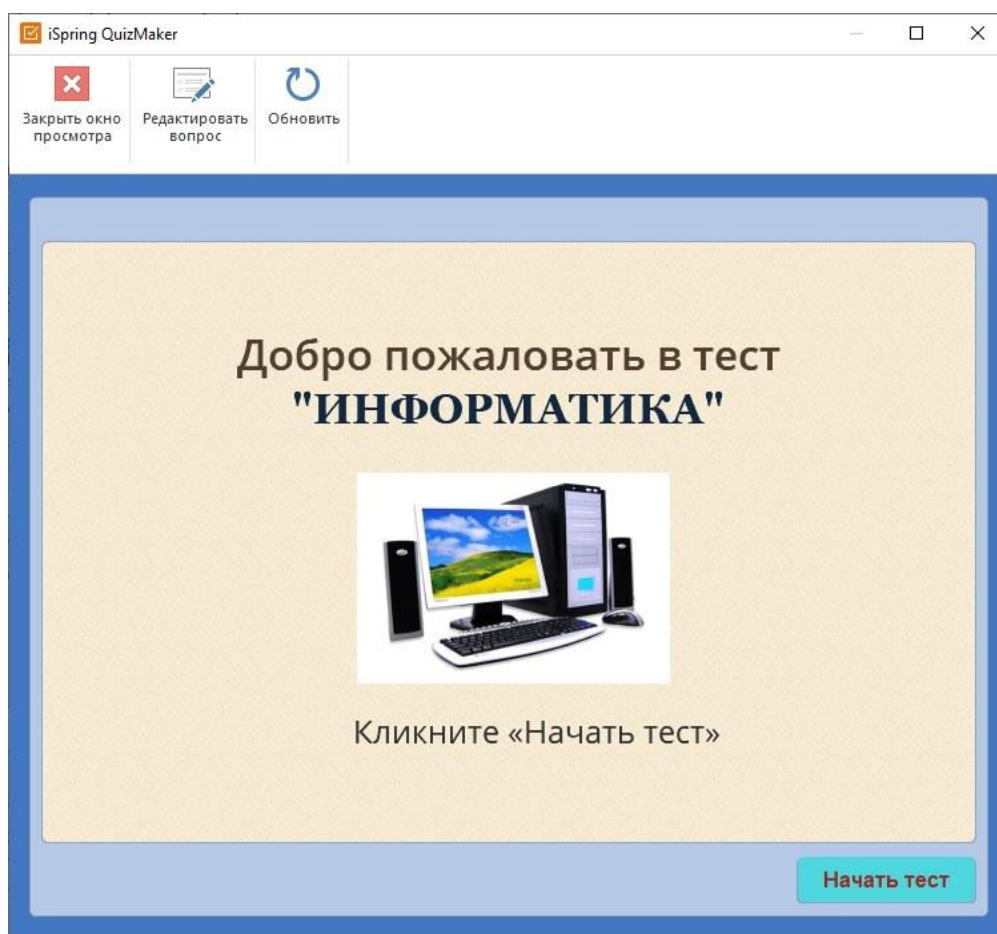 iSpring QuizMaker
Закрыть окно
просмотра
Редактировать
вопрос
Обновить
Добро пожаловать в тест
"ИНФОРМАТИКА"
Кликните «Начать тест»
Начать тест